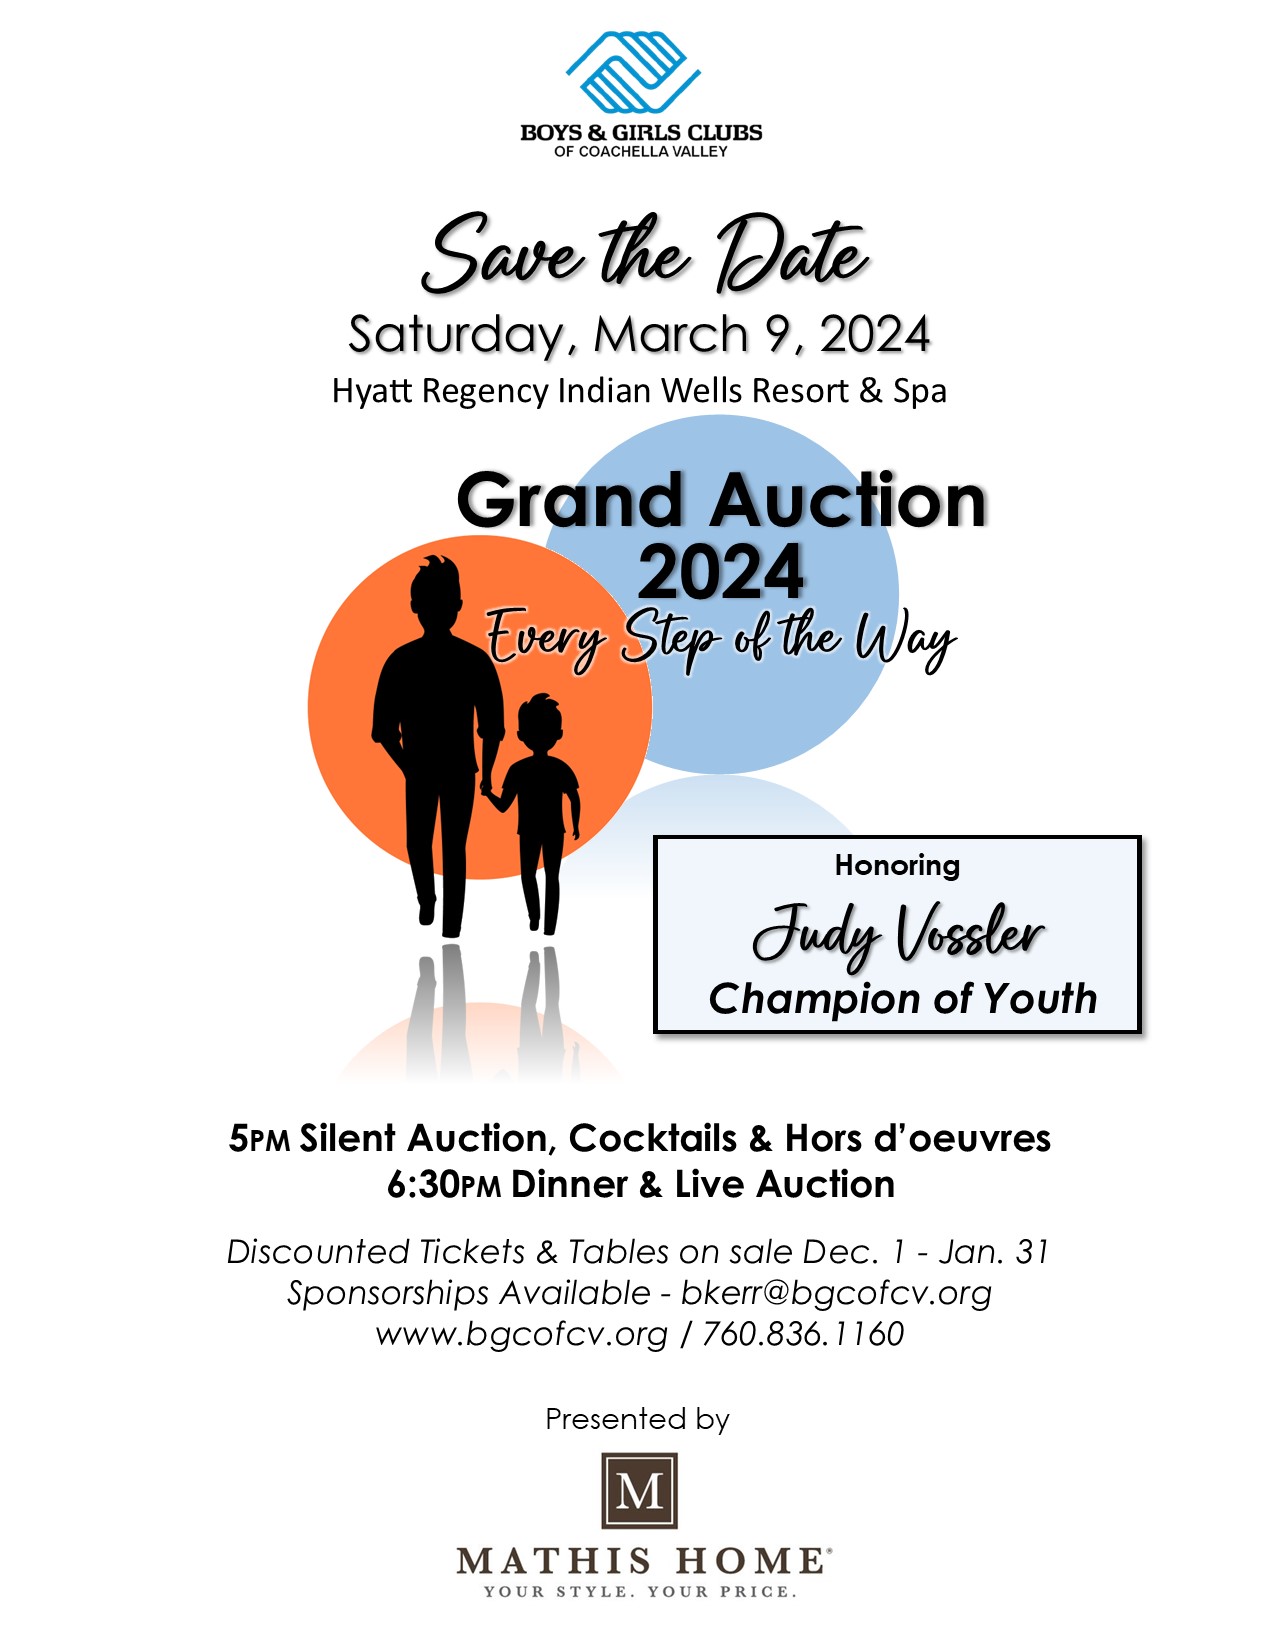 BOYS & GIRLS CLUBS
OF COACHELLA VALLEY
Save the Date
Saturday, March 9, 2024
Hyatt Regency Indian Wells Resort & Spa
Grand Auction
2024
Every Step of the Way
Honoring
Judy Vossler
Champion of Youth
5PM Silent Auction, Cocktails & Hors d’oeuvres
6:30PM Dinner & Live Auction
Discounted Tickets & Tables on sale Dec. 1 - Jan. 31
Sponsorships Available - bkerr@bgcofcv.org
www.bgcofcv.org / 760.836.1160
Presented by
M
MATHIS HOME®
YOUR STYLE. YOUR PRICE.